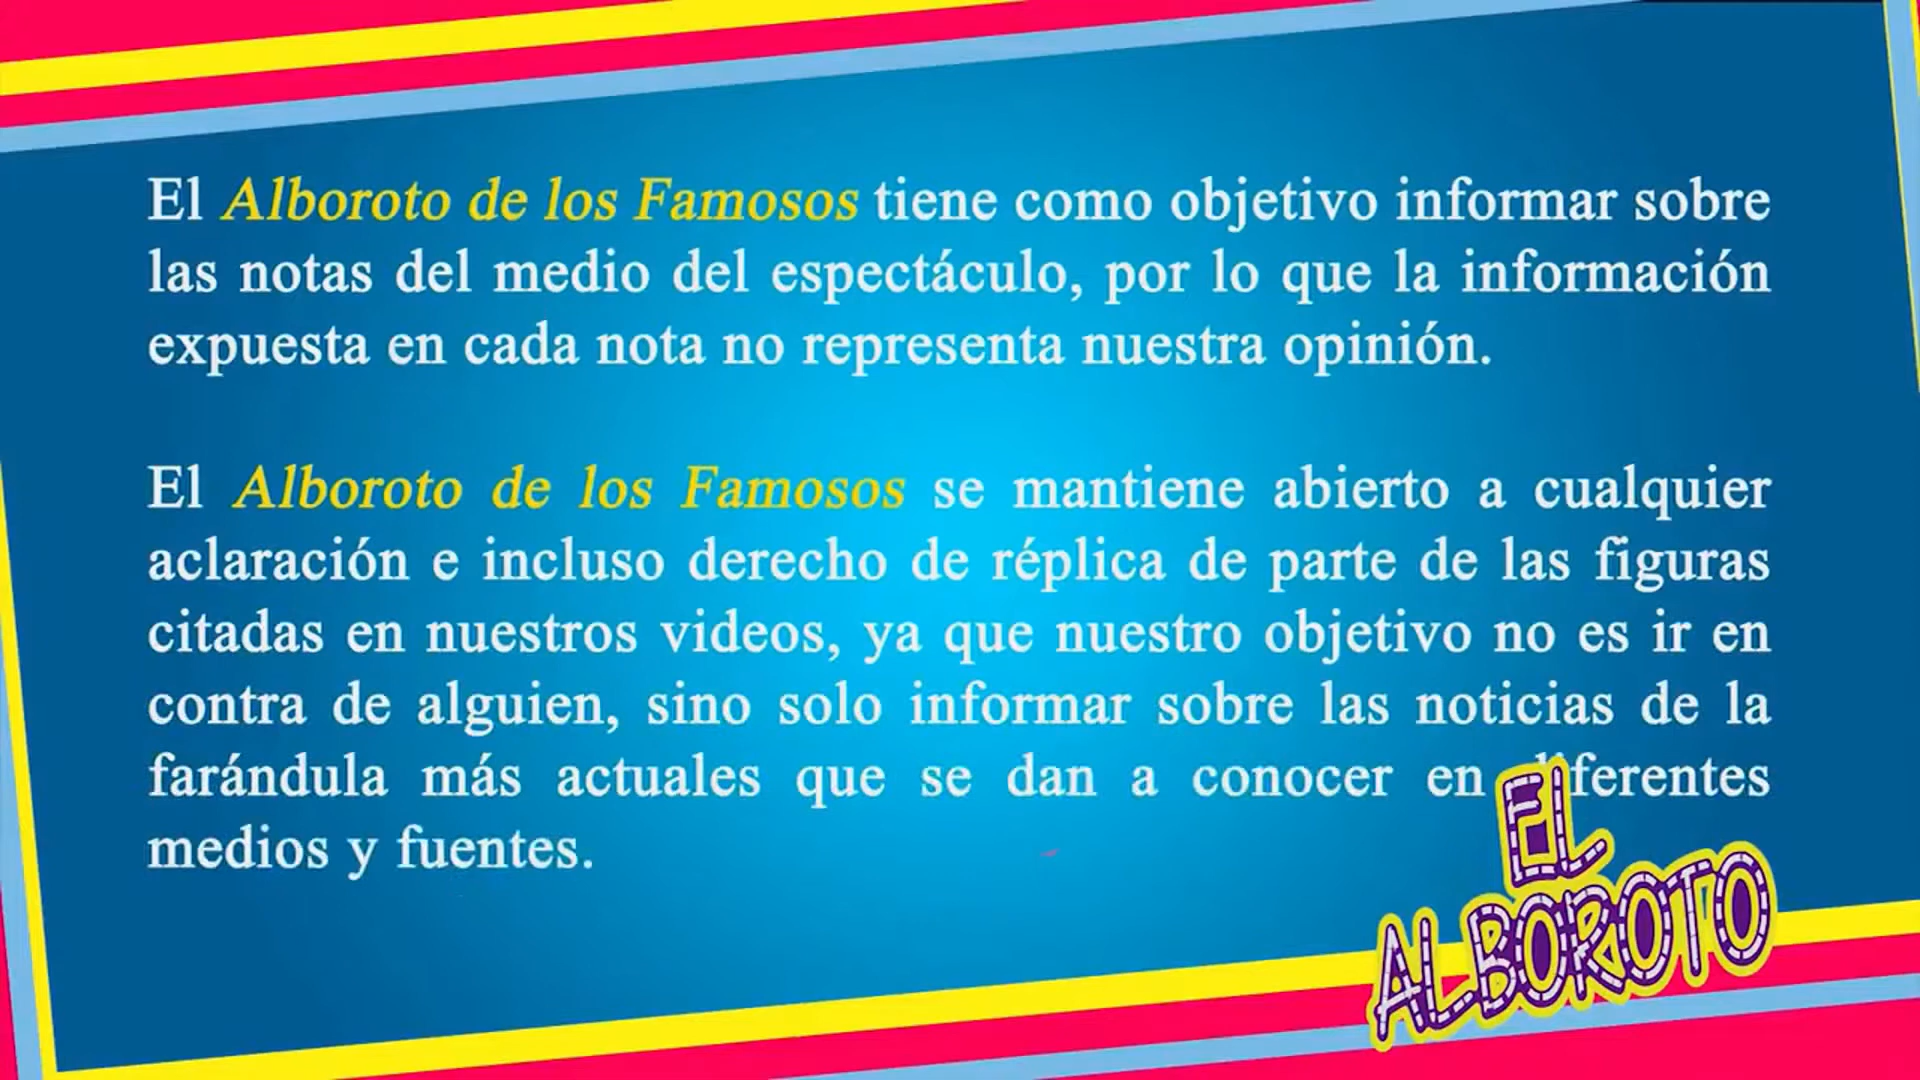 El Alboroto de los Famosos tiene como objetivo informar sobre
las notas del medio del espectáculo, por lo que la información
expuesta en cada nota no representa nuestra opinión.
El Alboroto de los Famosos se mantiene abierto a cualquier
aclaración e incluso derecho de réplica de parte de las figuras
citadas en nuestros videos, ya que nuestro objetivo no es ir en
contra de alguien, sino solo informar sobre las noticias de la
farándula más actuales que se dan a conocer en diferentes
medios y fuentes.
EL
ALBOROTO